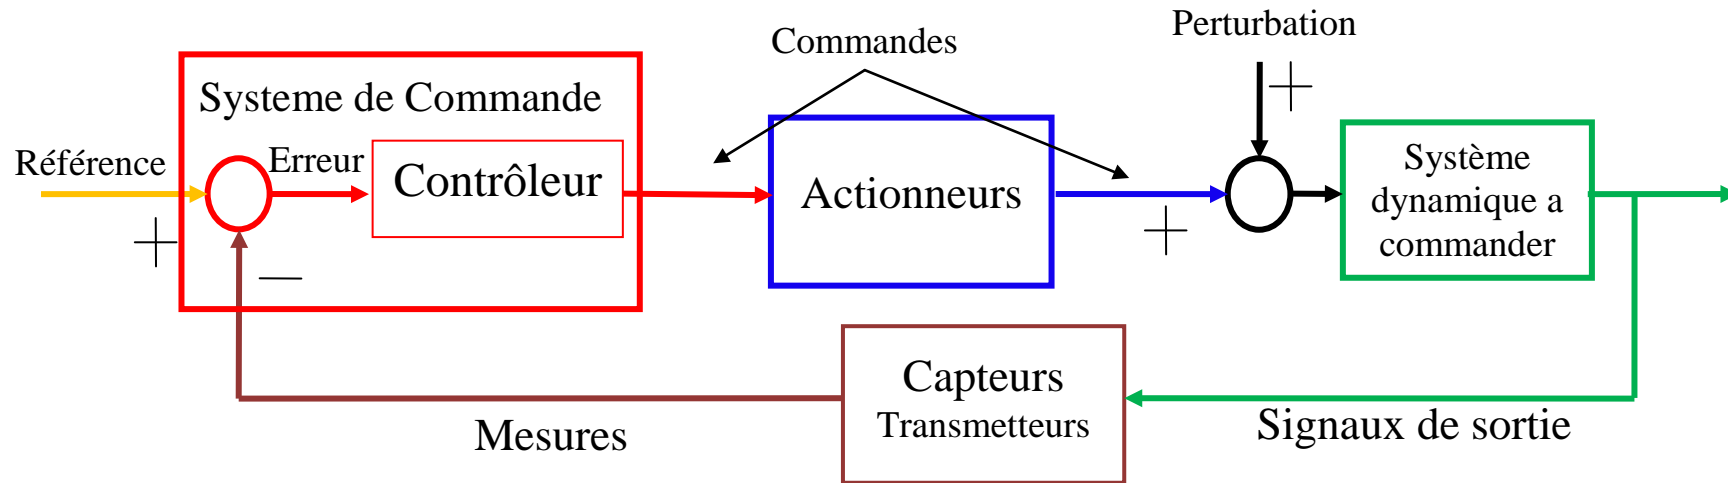 Perturbation
Commandes
+
Systeme de Commande
Référence
Erreur
Contrôleur
Actionneurs
Système
dynamique a
commander
+
+
−
Capteurs
Transmetteurs
Mesures
Signaux de sortie